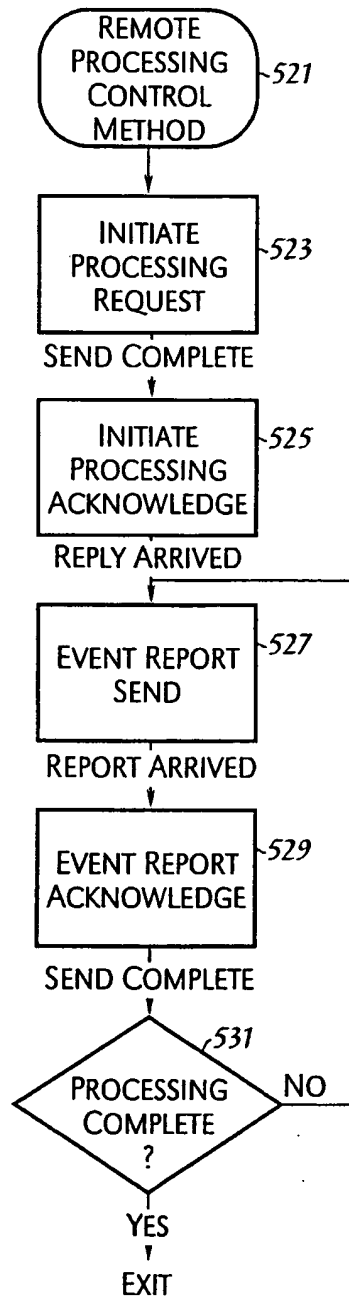 REMOTE
PROCESSING
CONTROL
METHOD
521
INITIATE
PROCESSING
REQUEST
523
SEND COMPLETE
INITIATE
PROCESSING
ACKNOWLEDGE
525
REPLY ARRIVED
EVENT REPORT
SEND
527
REPORT ARRIVED
EVENT REPORT
ACKNOWLEDGE
529
SEND COMPLETE
531
PROCESSING
COMPLETE
?
NO
YES
EXIT